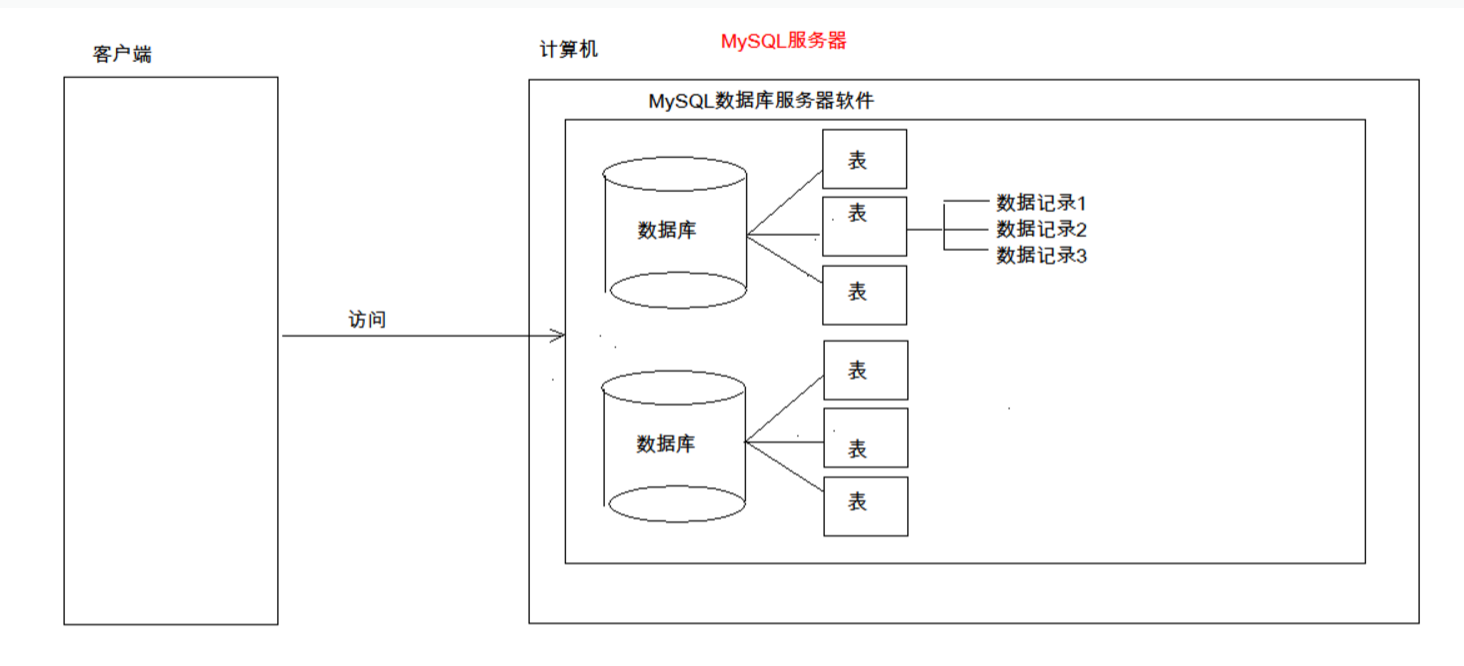 客户端
计算机
MySQL服务器
MySQL数据库服务器软件
表
数据库
表
数据记录1
数据记录2
数据记录3
表
访问
表
数据库
表
表